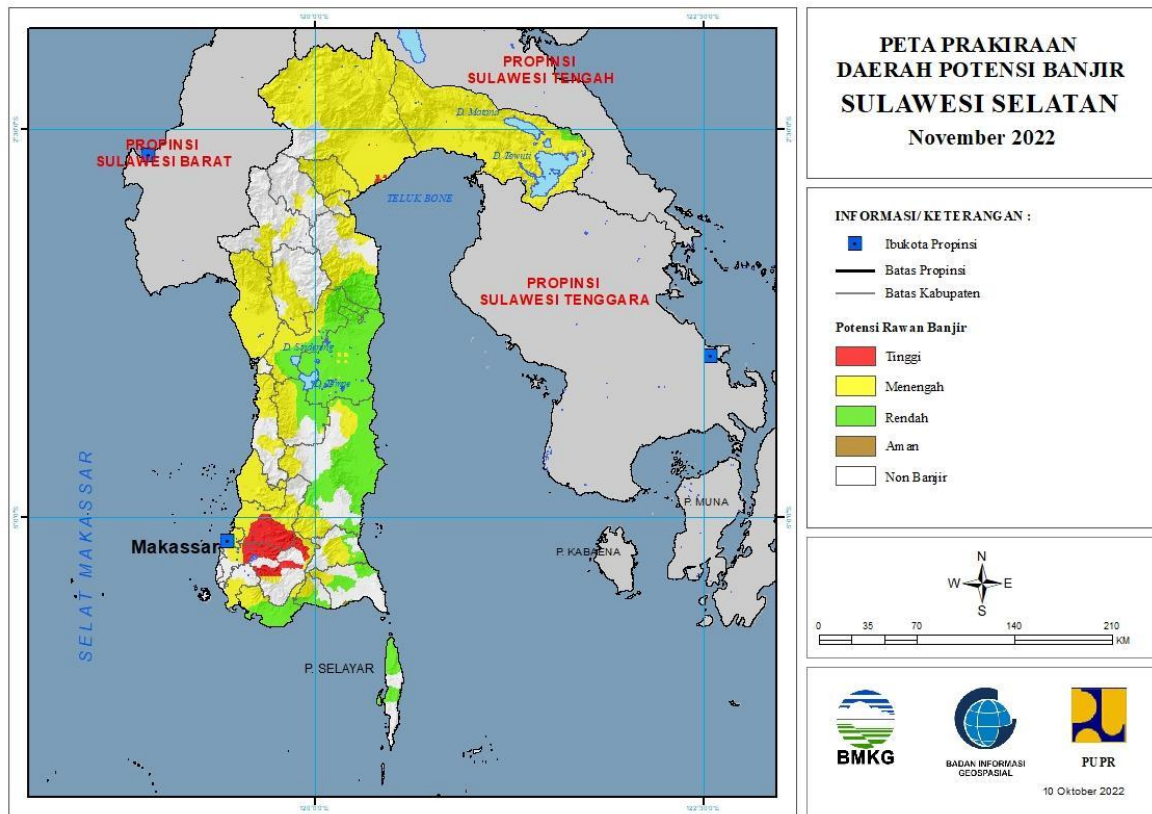 PETA PRAKIRAAN
DAERAH POTENSI BANJIR
SULAWESI SELATAN
November 2022
PROPINSI
SULAWESI TENGAH
D. Matana
PROPINSI
SULAWESI BARAT
D. Towuti
TELUK BONE
PROPINSI
SULAWESI TENGGARA
D. Sidenreng
D. Tempe
SELAT MAKASSAR
Makassar
P. MUNA
P. KABAENA
P. SELAYAR
INFORMASI/ KETERANGAN :
Ibukota Propinsi
Batas Propinsi
Batas Kabupaten
Potensi Rawan Banjir
Tinggi
Menengah
Rendah
Aman
Non Banjir
N
W E
S
0 35 70 140 210
KM
BMKG
BADAN INFORMASI
GEOSPASIAL
PUPR
10 Oktober 2022